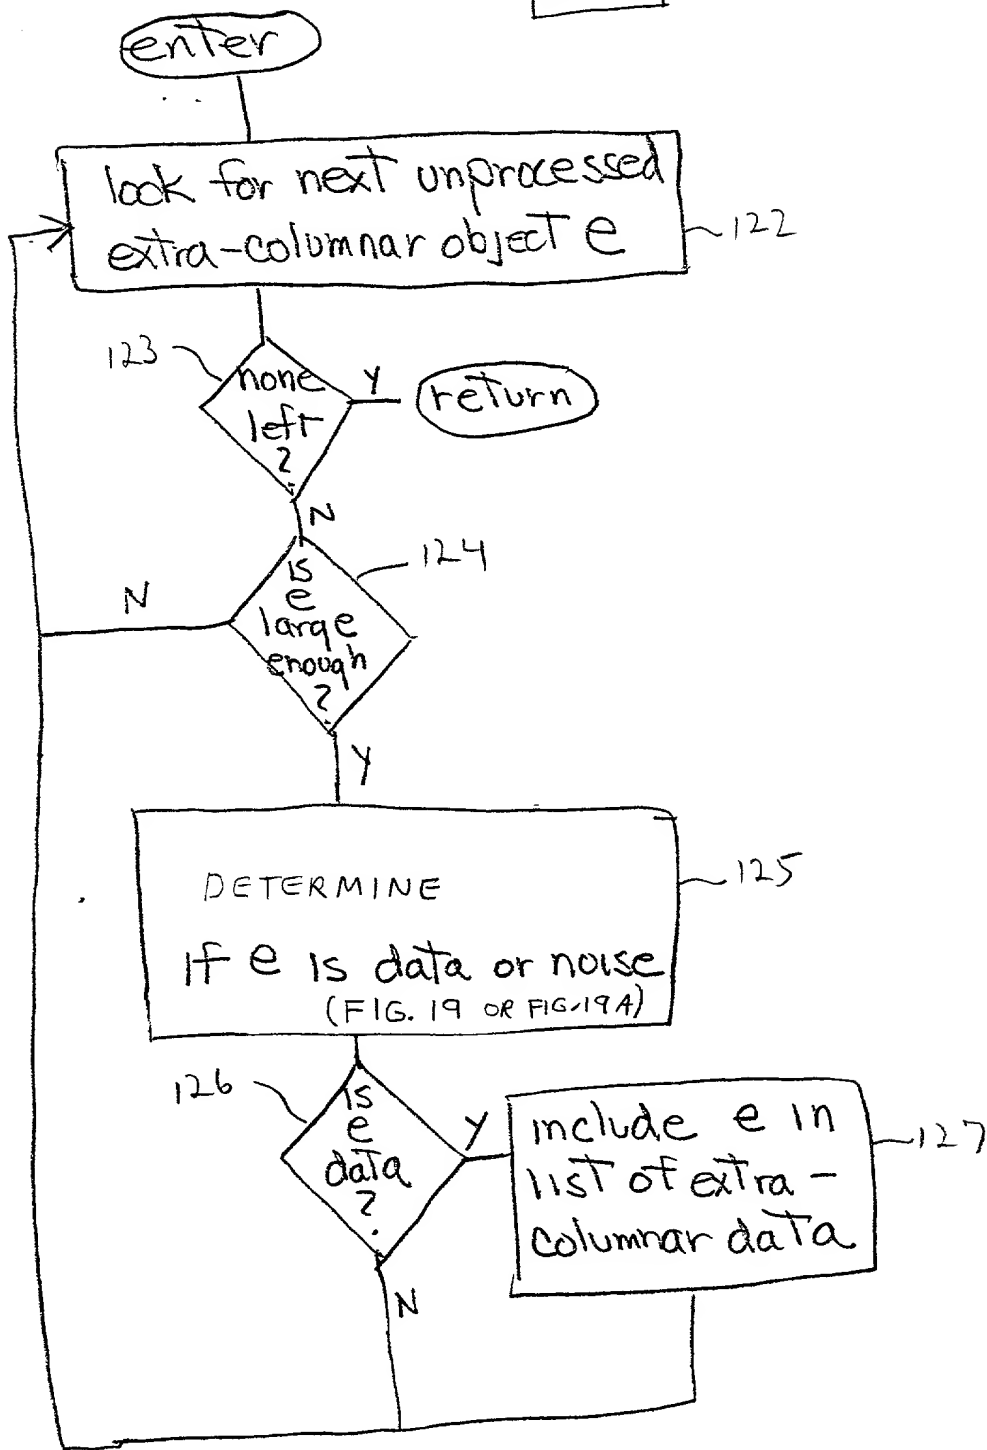 enter
look for next unprocessed
extra-columnar object e
122
123
none
left
?
Y
return
N
124
is
e
large
enough
?
N
Y
125
DETERMINE
if e is data or noise
(FIG. 19 OR FIG. 19A)
126
is
e
data
?
Y
include e in
list of extra-
columnar data
127
N